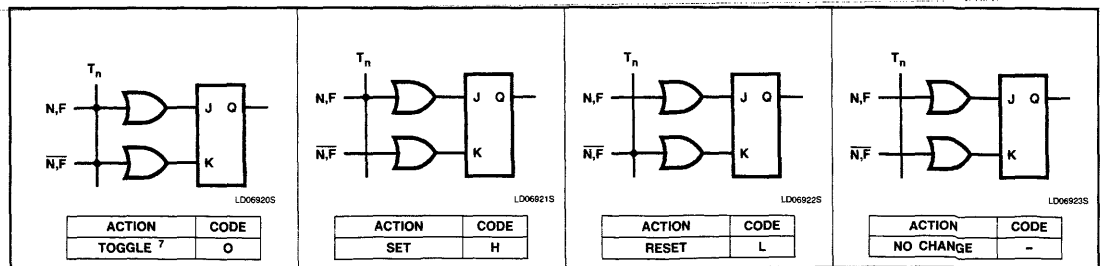 Tn
N,F
J Q
N,F
K
LD06920S
ACTION CODE
TOGGLE 7 O
Tn
N,F
J Q
N,F
K
LD06921S
ACTION CODE
SET H
Tn
N,F
J Q
N,F
K
LD06922S
ACTION CODE
RESET L
Tn
N,F
J Q
N,F
K
LD06923S
ACTION CODE
NO CHANGE –